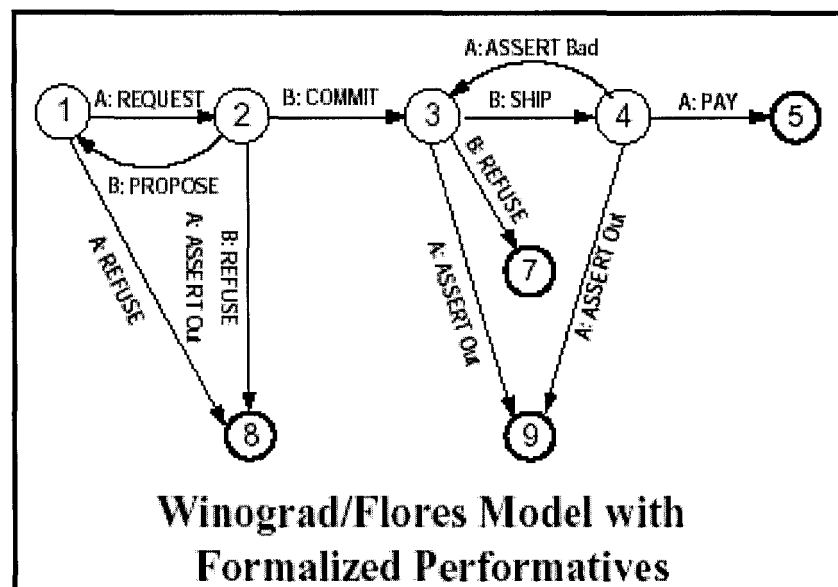 A: ASSERT Bad
1
A: REQUEST
2
B: COMMIT
3
B: SHIP
4
A: PAY
5
B: PROPOSE
A: REFUSE
A: ASSERT Out
B: REFUSE
B: REFUSE
7
A: ASSERT Out
A: ASSERT Out
8
9
Winograd/Flores Model with
Formalized Performatives